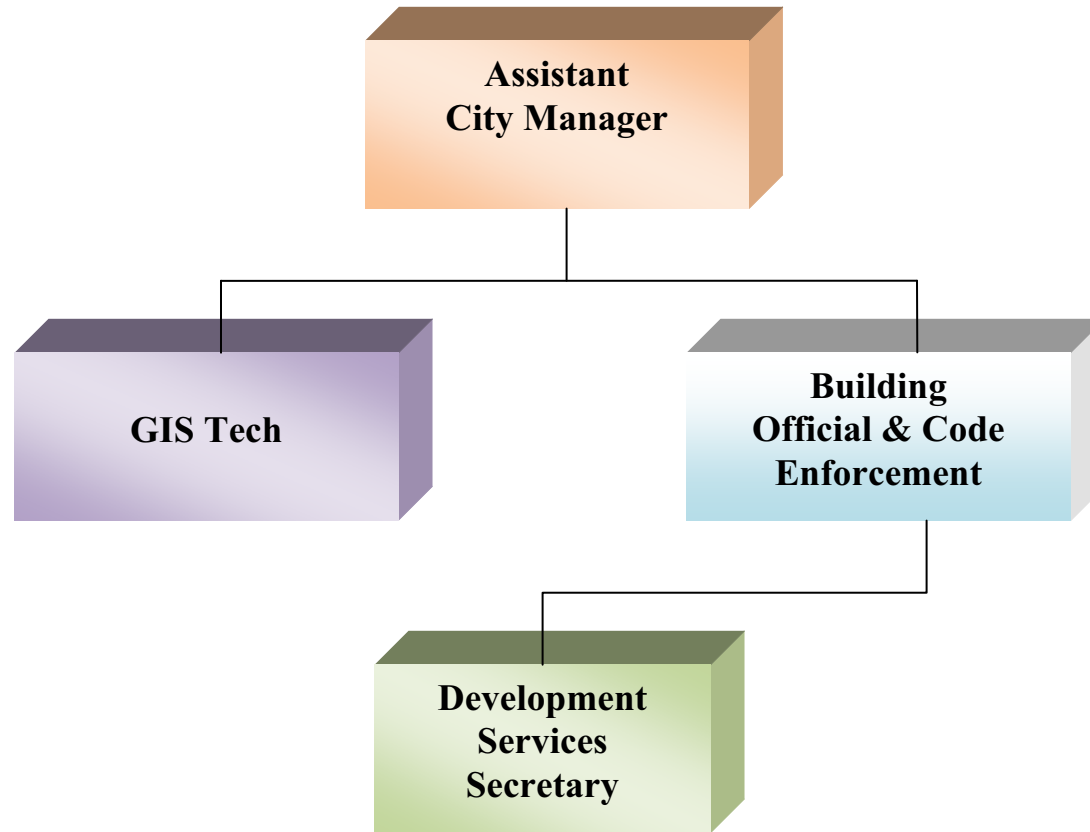 Assistant
City Manager
GIS Tech
Building
Official & Code
Enforcement
Development
Services
Secretary